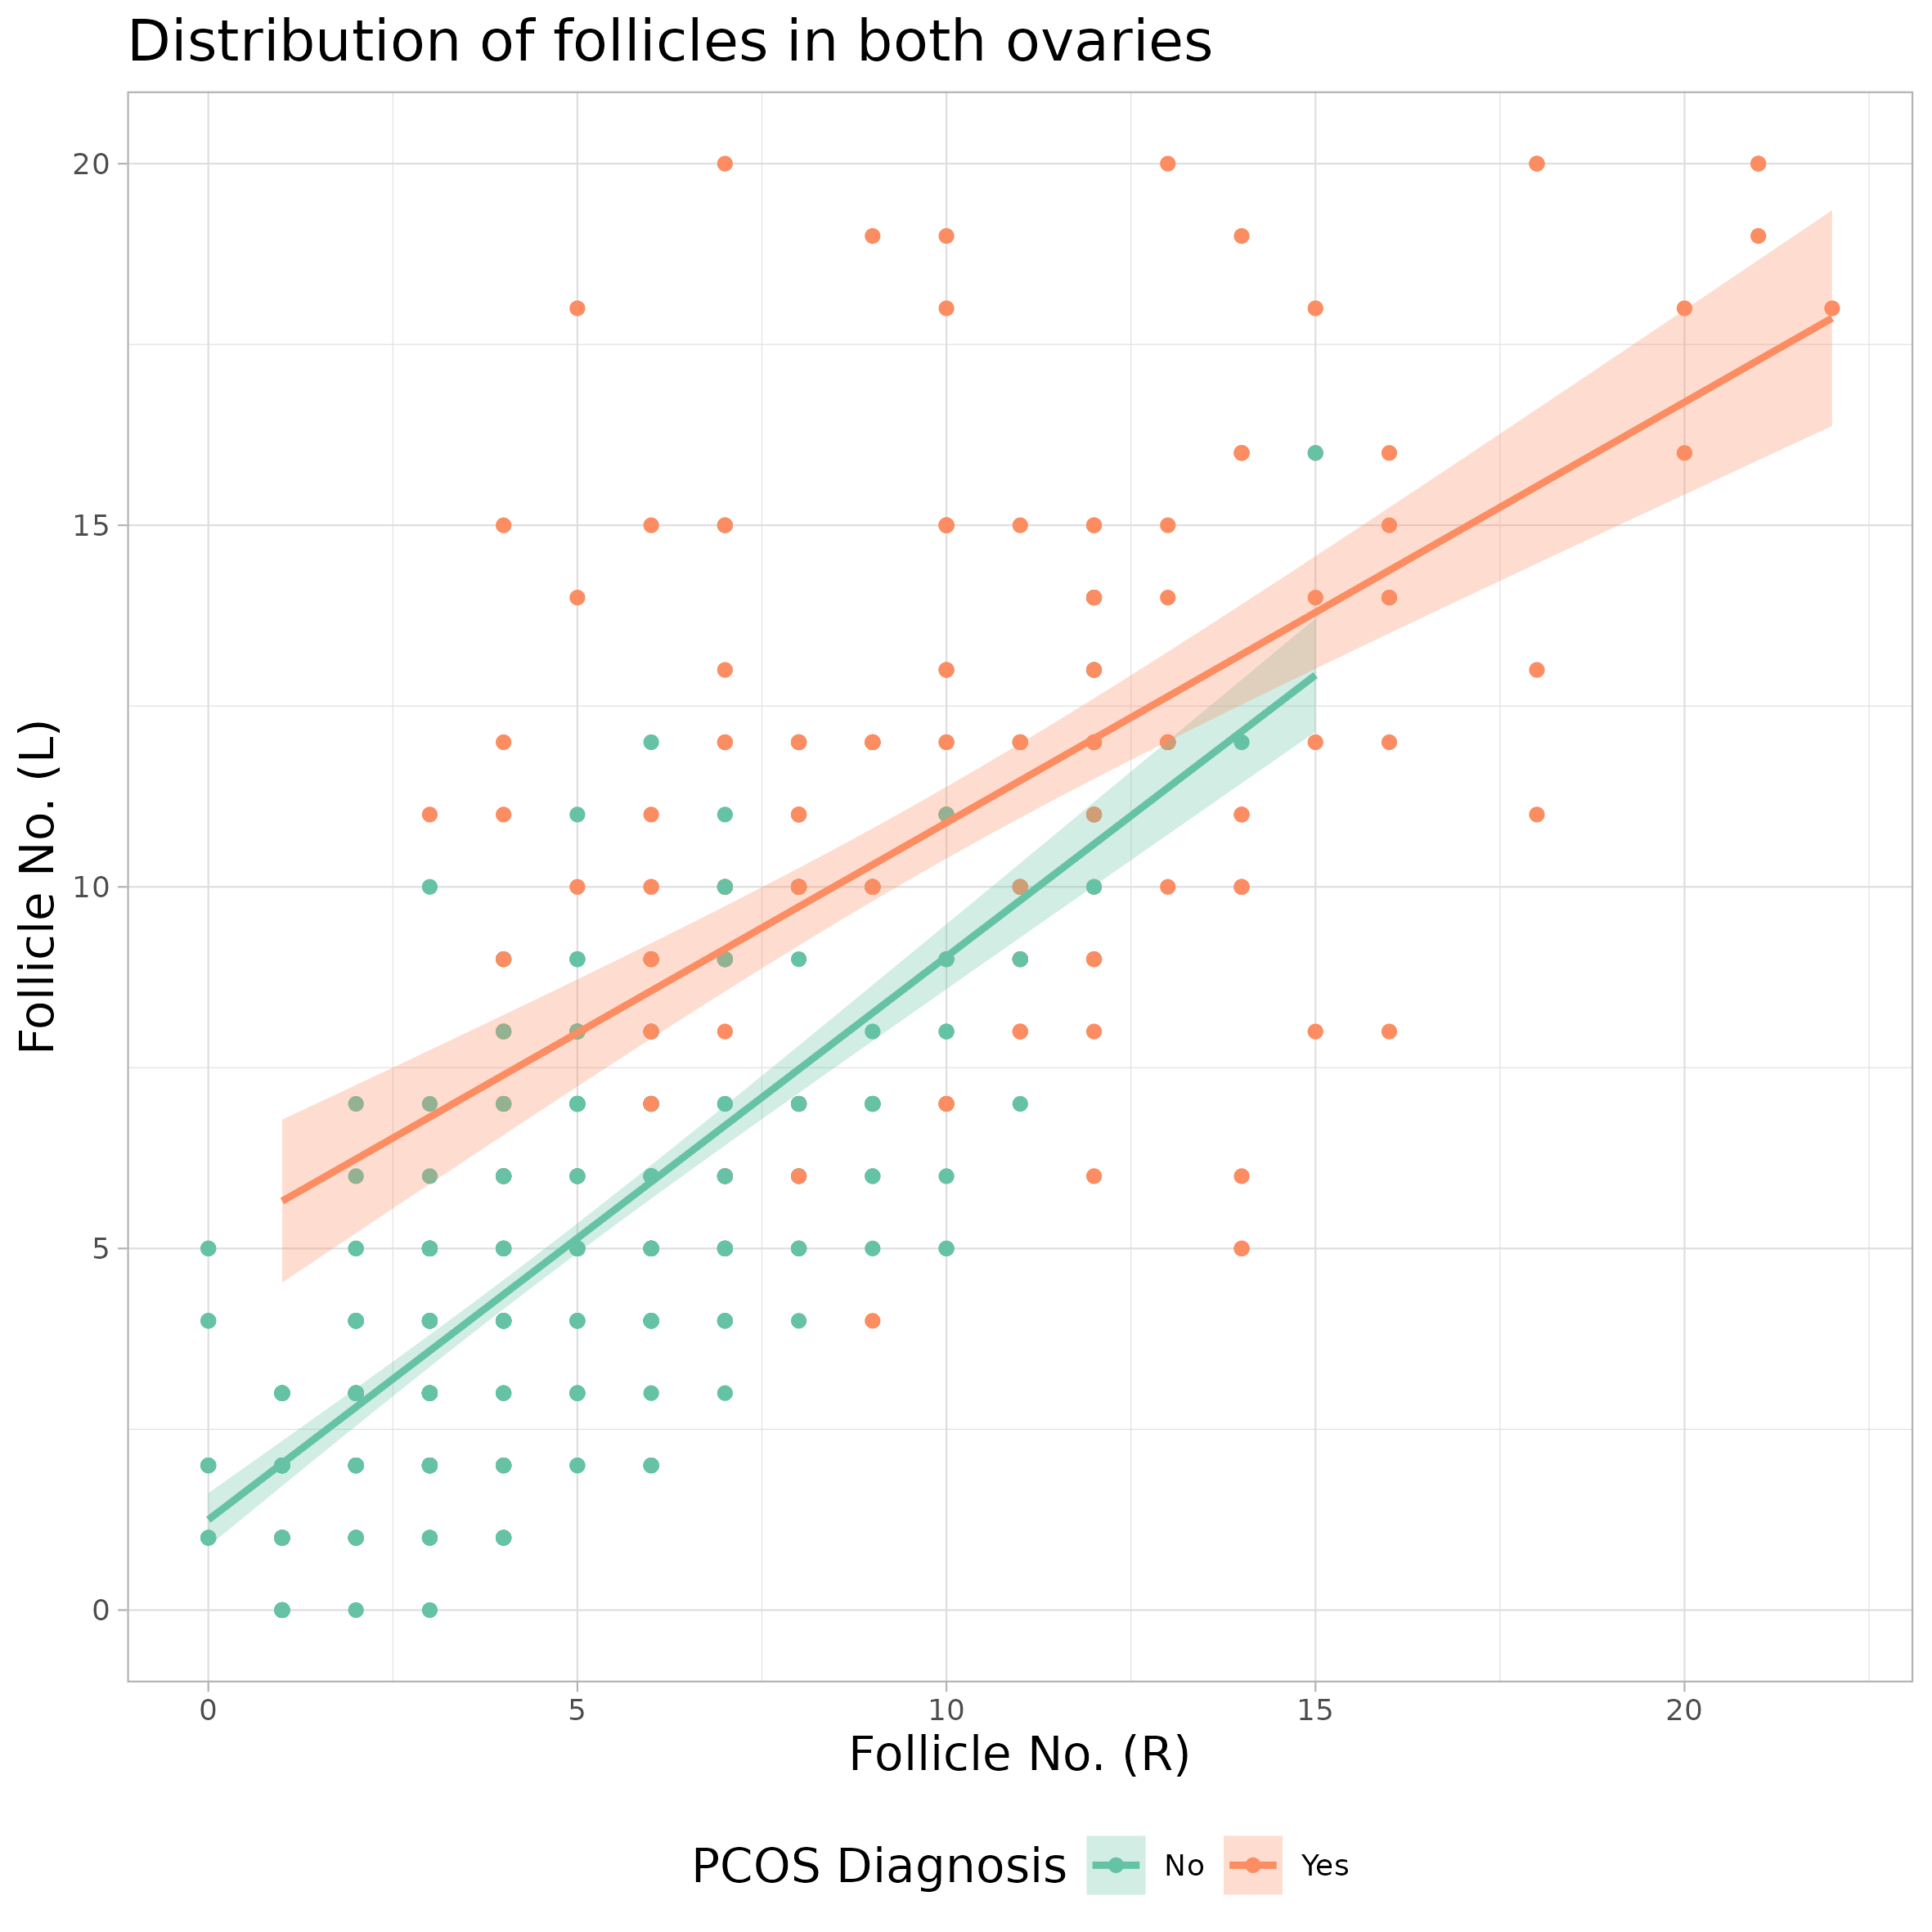 Distribution of follicles in both ovaries
20
15
10
5
0
Follicle No. (L)
0 5 10 15 20
Follicle No. (R)
PCOS Diagnosis No Yes